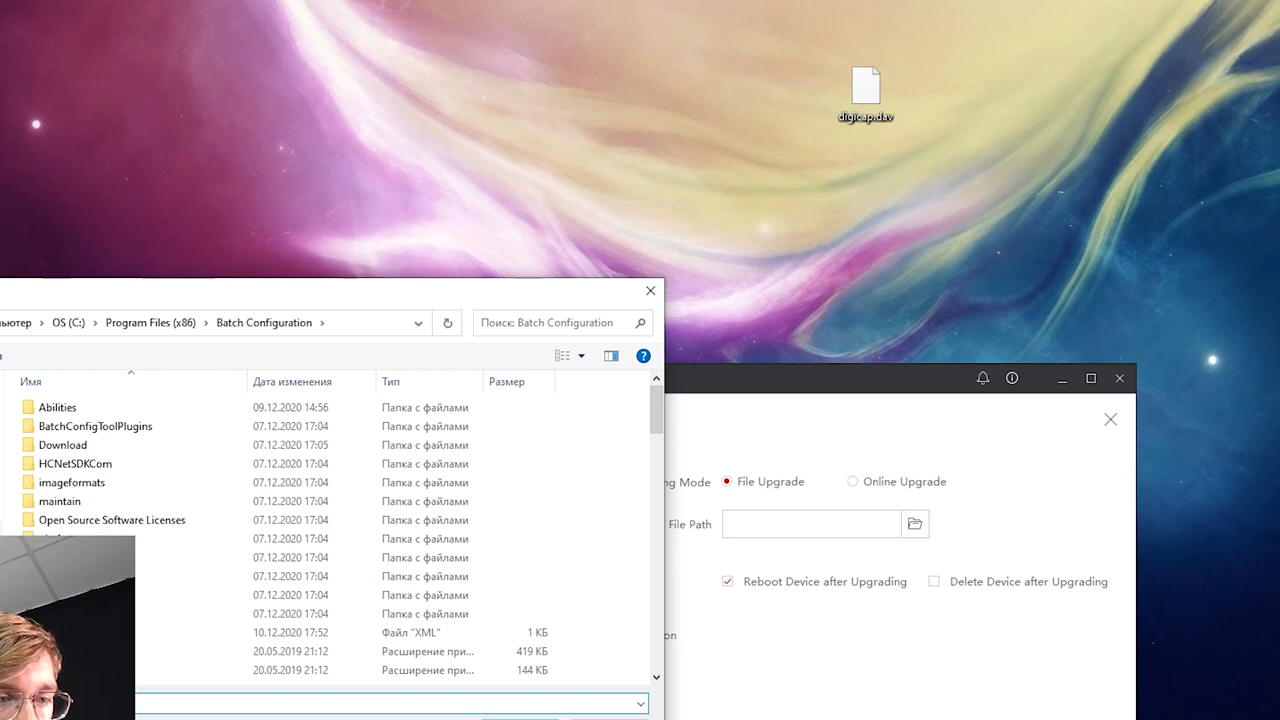 digicap.dav
OS (C:) › Program Files (x86) › Batch Configuration ›
Поиск: Batch Configuration
Имя Дата изменения Тип Размер
Abilities 09.12.2020 14:56 Папка с файлами
BatchConfigToolPlugins 07.12.2020 17:04 Папка с файлами
Download 07.12.2020 17:05 Папка с файлами
HCNetSDKCom 07.12.2020 17:04 Папка с файлами
imageformats 07.12.2020 17:04 Папка с файлами
maintain 07.12.2020 17:04 Папка с файлами
Open Source Software Licenses 07.12.2020 17:04 Папка с файлами
07.12.2020 17:04 Папка с файлами
07.12.2020 17:04 Папка с файлами
07.12.2020 17:04 Папка с файлами
07.12.2020 17:04 Папка с файлами
07.12.2020 17:04 Папка с файлами
10.12.2020 17:52 Файл "XML" 1 КБ
20.05.2019 21:12 Расширение при... 419 КБ
20.05.2019 21:12 Расширение при... 144 КБ
Mode File Upgrade Online Upgrade
File Path
Reboot Device after Upgrading Delete Device after Upgrading